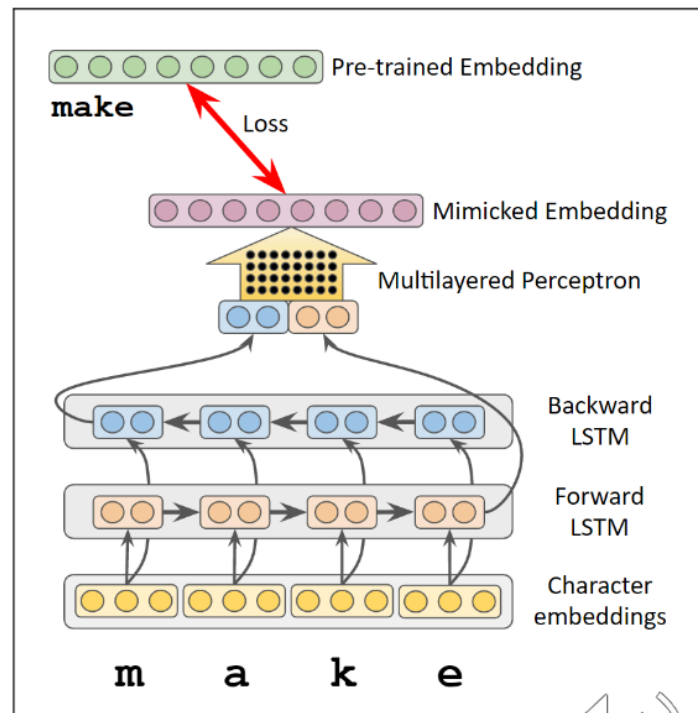 Pre-trained Embedding
make
Loss
Mimicked Embedding
Multilayered Perceptron
Backward
LSTM
Forward
LSTM
Character
embeddings
m a k e